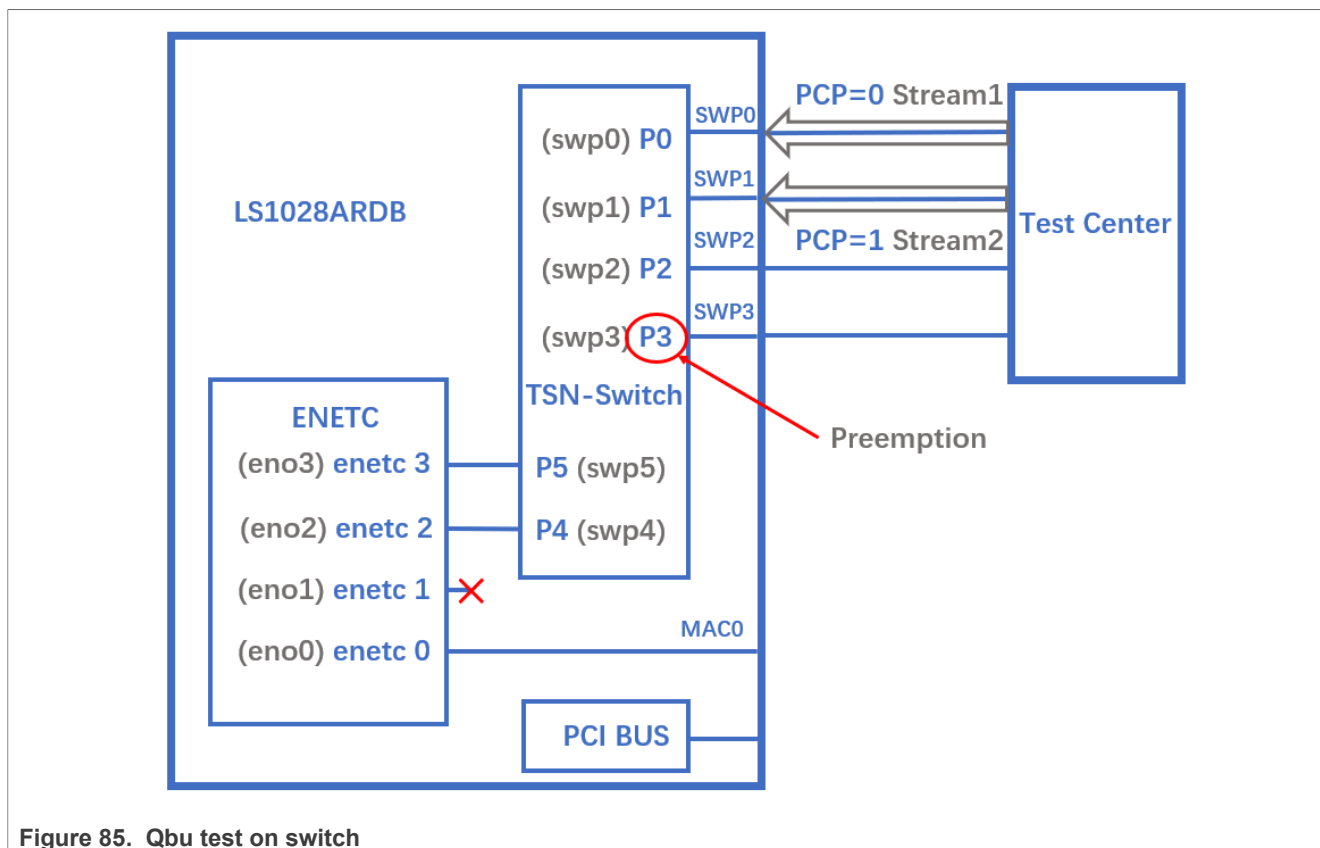 PCP=0 Stream1
SWP0
(swp0) P0
SWP1
LS1028ARDB
(swp1) P1
Test Center
SWP2
PCP=1 Stream2
(swp2) P2
SWP3
(swp3) P3
TSN-Switch
ENETC
Preemption
(eno3) enetc 3
P5 (swp5)
(eno2) enetc 2
P4 (swp4)
(eno1) enetc 1
MAC0
(eno0) enetc 0
PCI BUS
Figure 85. Qbu test on switch